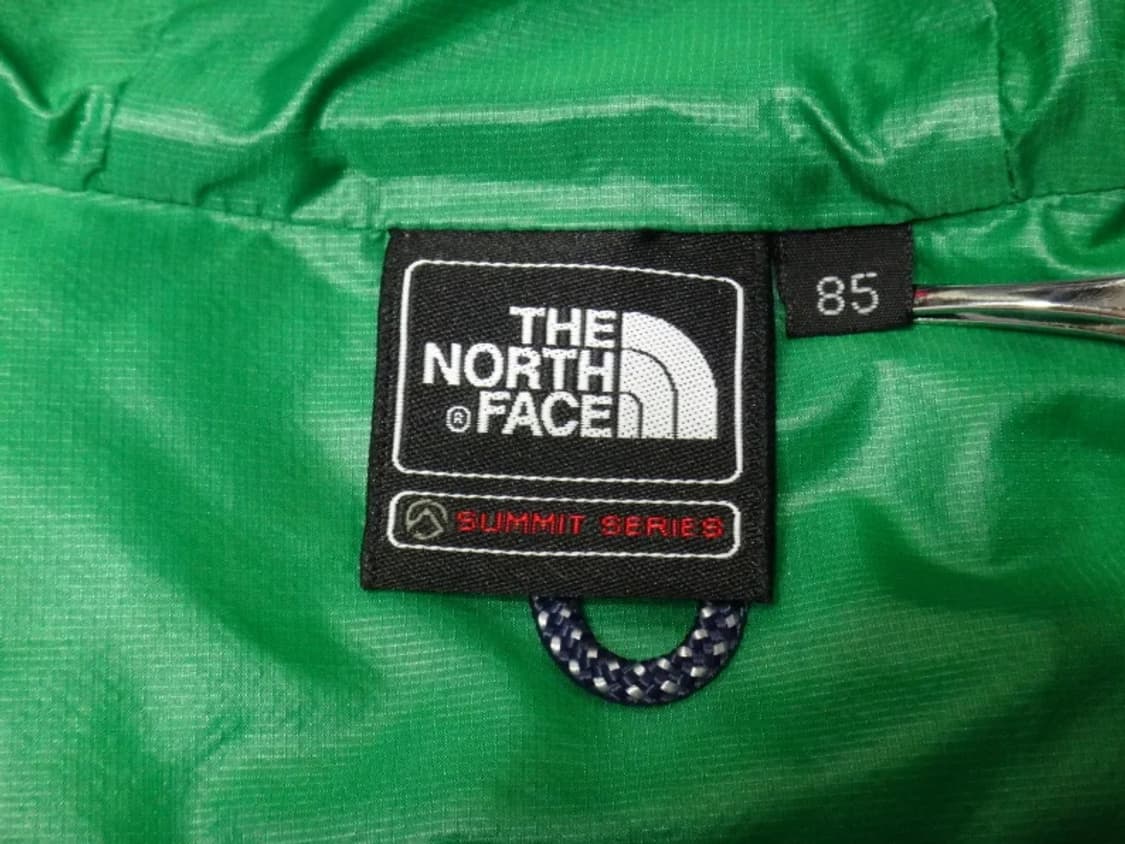 THE
NORTH
® FACE
SUMMIT SERIES
85